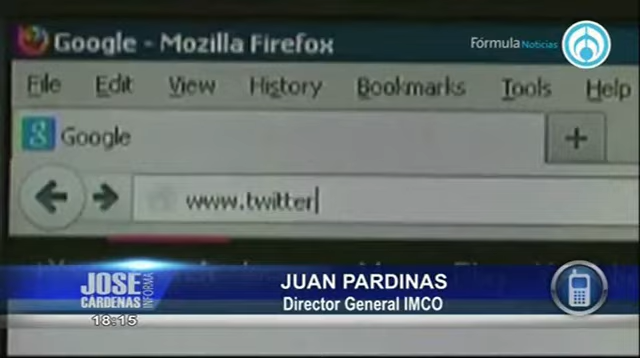 Google - Mozilla Firefox
Fórmula Noticias
File Edit View History Bookmarks Tools Help
Google
+
www.twitter
JOSE CARDENAS INFORMA
JUAN PARDINAS
Director General IMCO
18:15